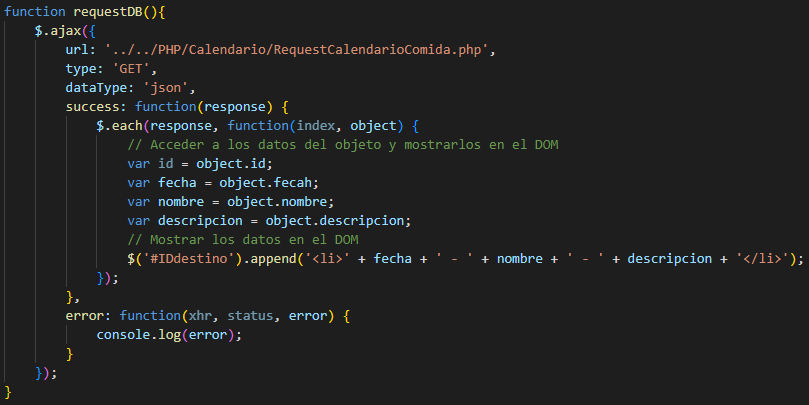 function requestDB(){
    $.ajax({
        url: '../../PHP/Calendario/RequestCalendarioComida.php',
        type: 'GET',
        dataType: 'json',
        success: function(response) {
            $.each(response, function(index, object) {
                // Acceder a los datos del objeto y mostrarlos en el DOM
                var id = object.id;
                var fecha = object.fecah;
                var nombre = object.nombre;
                var descripcion = object.descripcion;
                // Mostrar los datos en el DOM
                $('#IDdestino').append('<li>' + fecha + ' - ' + nombre + ' - ' + descripcion + '</li>');
            });
        },
        error: function(xhr, status, error) {
            console.log(error);
        }
    });
}